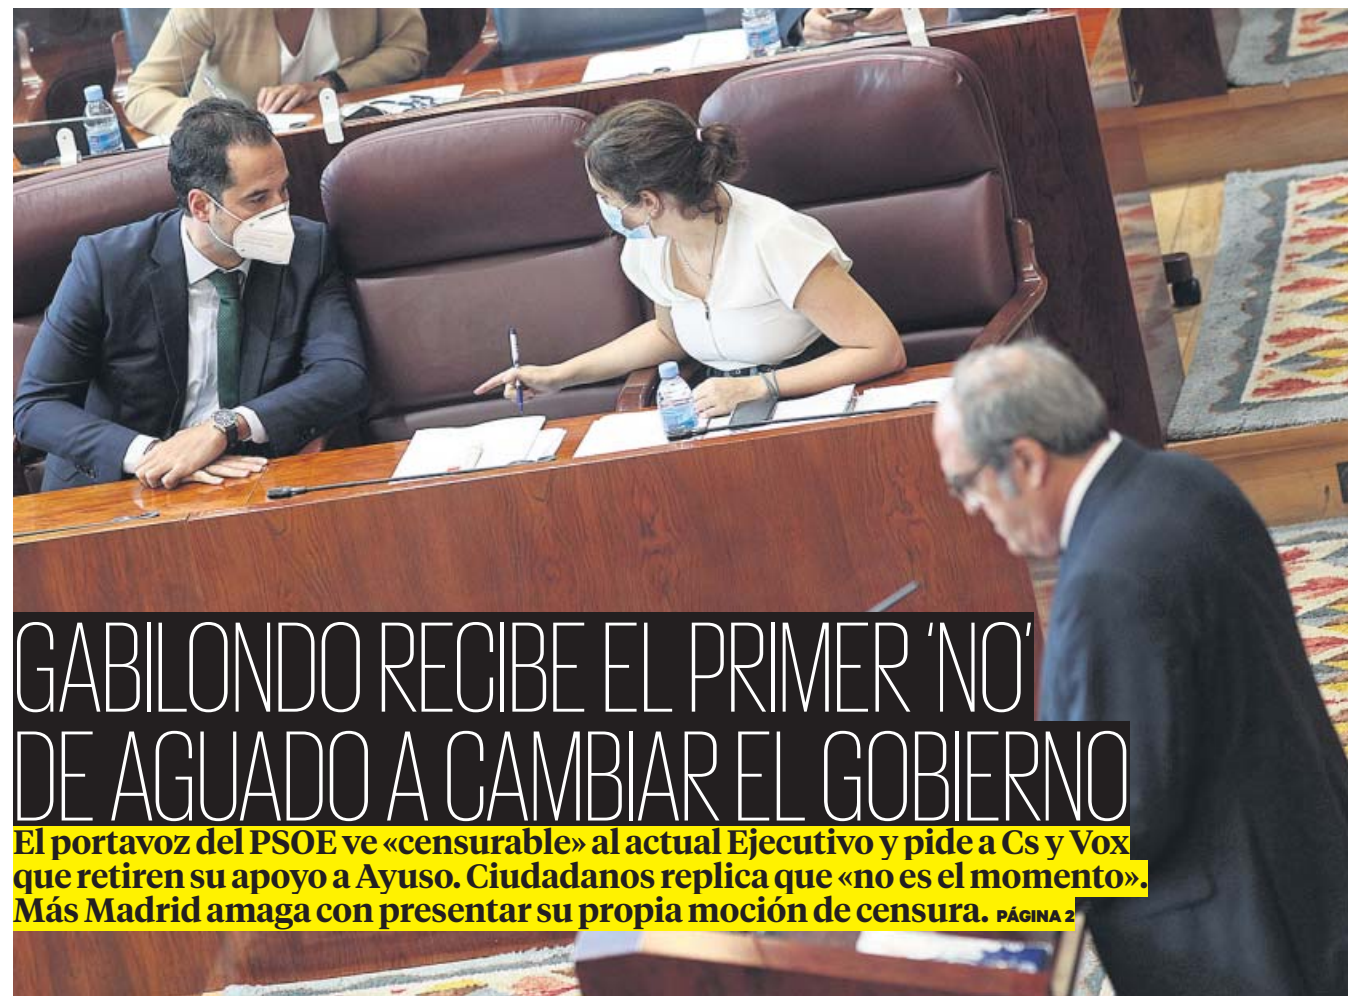 GABILONDO RECIBE EL PRIMER ‘NO’
DE AGUADO A CAMBIAR EL GOBIERNO
El portavoz del PSOE ve «censurable» al actual Ejecutivo y pide a Cs y Vox
que retiren su apoyo a Ayuso. Ciudadanos replica que «no es el momento».
Más Madrid amaga con presentar su propia moción de censura. PÁGINA 2